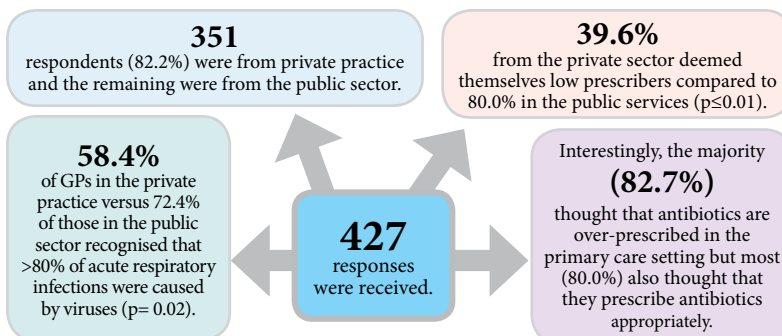 351
respondents (82.2%) were from private practice
and the remaining were from the public sector.
39.6%
from the private sector deemed
themselves low prescribers compared to
80.0% in the public services (p≤0.01).
58.4%
of GPs in the private
practice versus 72.4%
of those in the public
sector recognised that
>80% of acute respiratory
infections were caused
by viruses (p= 0.02).
427
responses
were received.
Interestingly, the majority
(82.7%)
thought that antibiotics are
over-prescribed in the
primary care setting but most
(80.0%) also thought that
they prescribe antibiotics
appropriately.